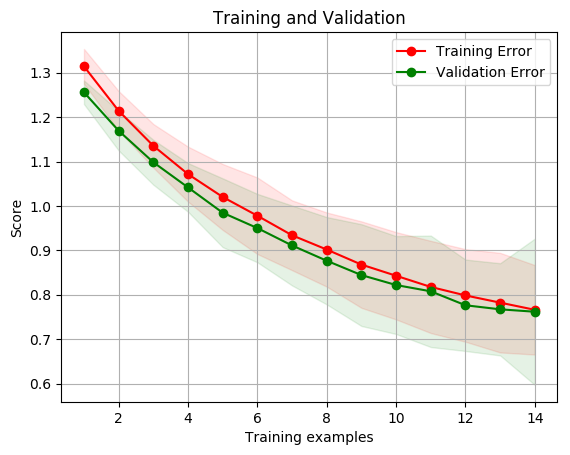 Training and Validation
Training Error
Validation Error
Score
1.3
1.2
1.1
1.0
0.9
0.8
0.7
0.6
2 4 6 8 10 12 14
Training examples